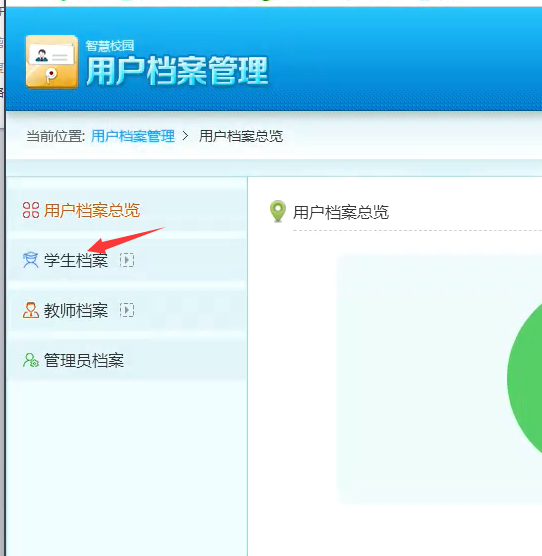 智慧校园
用户档案管理
当前位置: 用户档案管理 > 用户档案总览
用户档案总览
用户档案总览
学生档案
教师档案
管理员档案